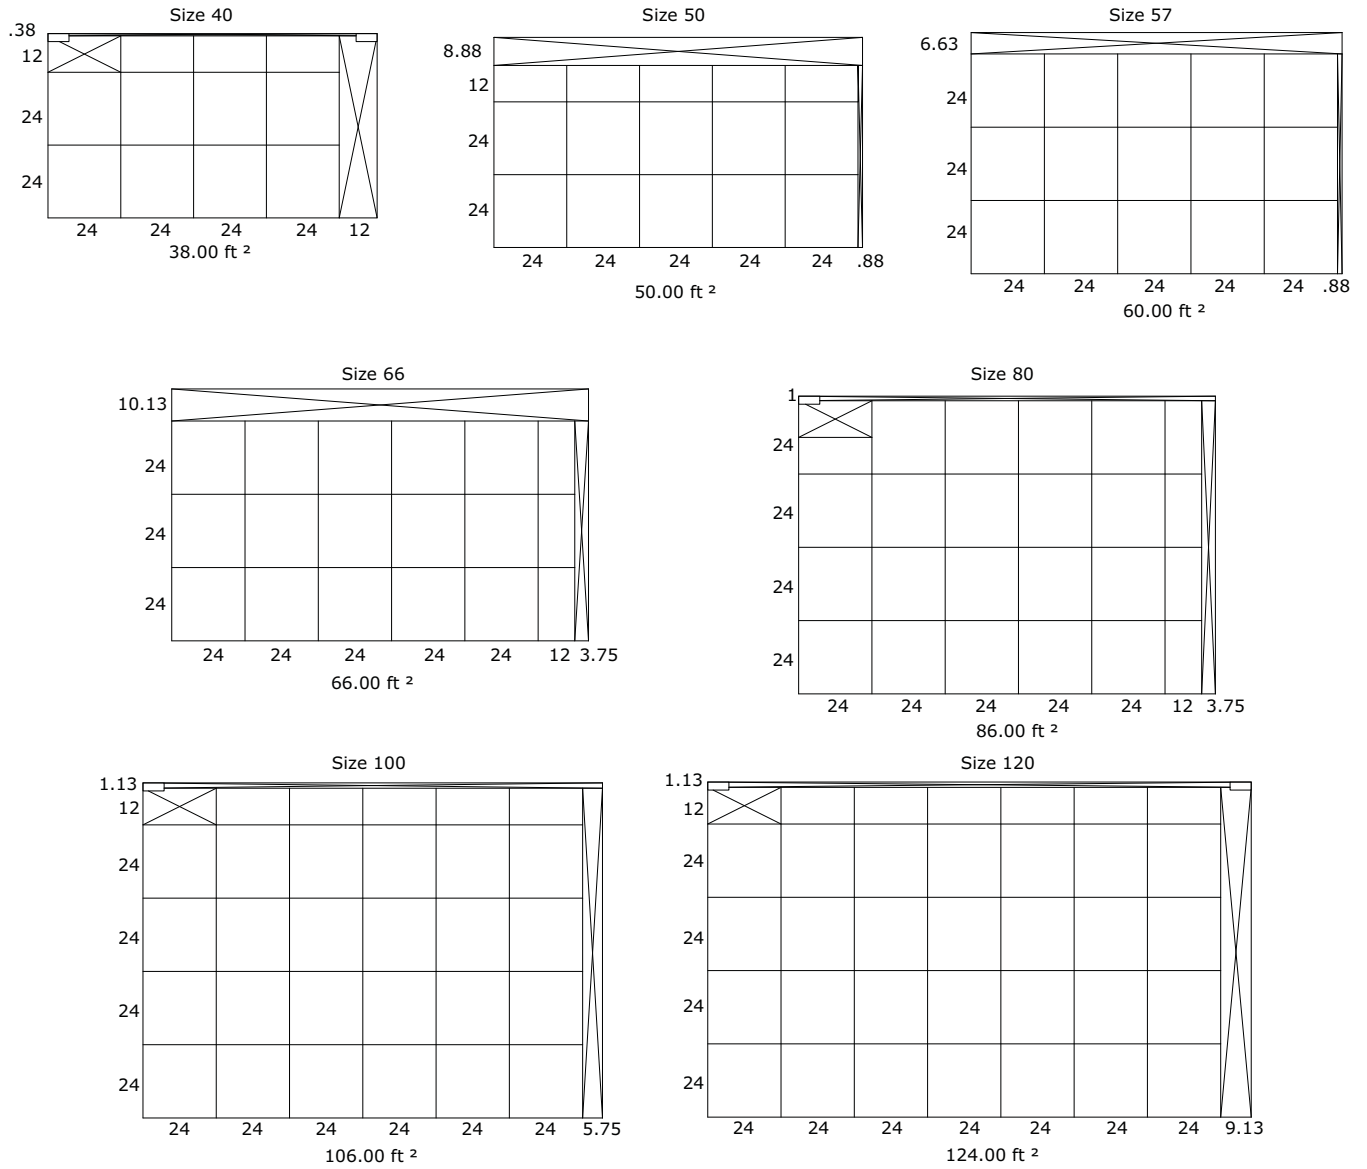 Size 40
.38
12
24
24
24 24 24 24 12
38.00 ft ²
Size 50
8.88
12
24
24
24 24 24 24 24 .88
50.00 ft ²
Size 57
6.63
24
24
24
24 24 24 24 24 .88
60.00 ft ²
Size 66
10.13
24
24
24
24 24 24 24 24 12 3.75
66.00 ft ²
Size 80
1
24
24
24
24
24 24 24 24 24 12 3.75
86.00 ft ²
Size 100
1.13
12
24
24
24
24
24 24 24 24 24 24 5.75
106.00 ft ²
Size 120
1.13
12
24
24
24
24
24 24 24 24 24 24 24 9.13
124.00 ft ²